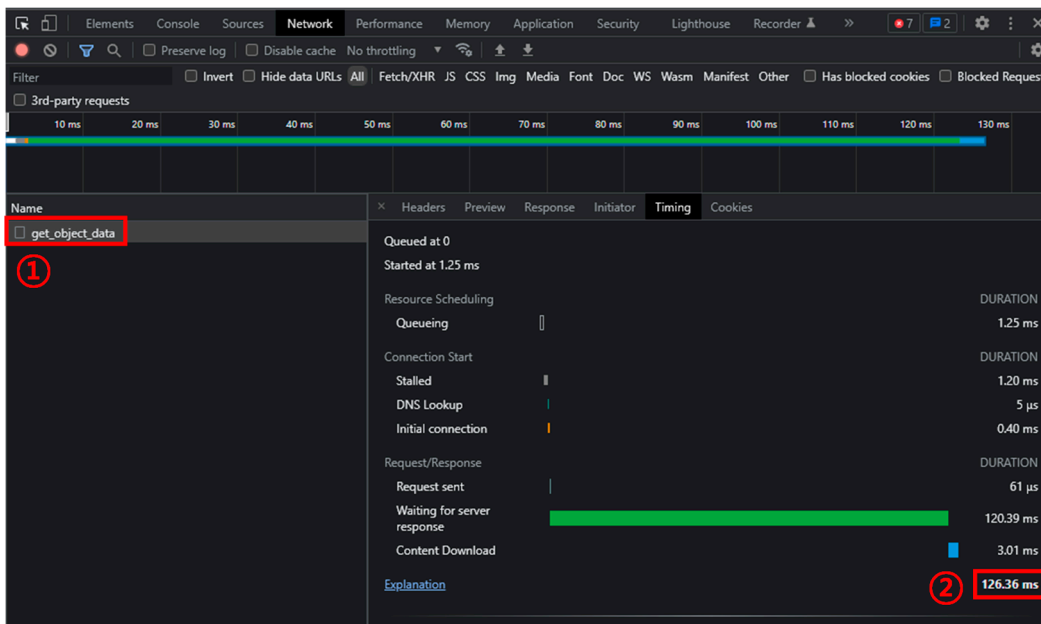 Elements Console Sources Network Performance Memory Application Security Lighthouse Recorder » 7 2
Preserve log Disable cache No throttling
Filter Invert Hide data URLs All Fetch/XHR JS CSS Img Media Font Doc WS Wasm Manifest Other Has blocked cookies Blocked Reques
3rd-party requests
10 ms 20 ms 30 ms 40 ms 50 ms 60 ms 70 ms 80 ms 90 ms 100 ms 110 ms 120 ms 130 ms
Name × Headers Preview Response Initiator Timing Cookies
get_object_data
①
Queued at 0
Started at 1.25 ms
Resource Scheduling DURATION
Queueing 1.25 ms
Connection Start DURATION
Stalled 1.20 ms
DNS Lookup 5 μs
Initial connection 0.40 ms
Request/Response DURATION
Request sent 61 μs
Waiting for server
response 120.39 ms
Content Download 3.01 ms
Explanation ② 126.36 ms